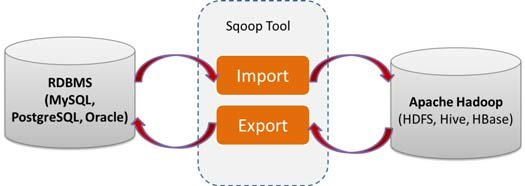 Sqoop Tool
RDBMS
(MySQL,
PostgreSQL, Oracle)
Import
Export
Apache Hadoop
(HDFS, Hive, HBase)